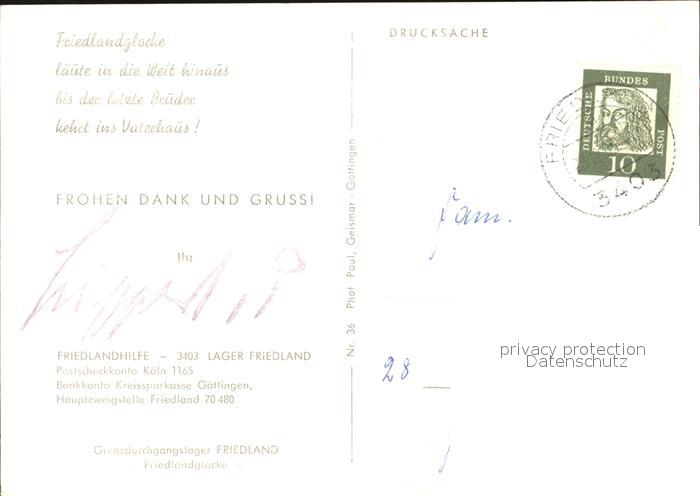 Friedlandglocke
läute in die Welt hinaus
bis der letzte Brüder
kehrt ins Vaterhaus!
FROHEN DANK UND GRUSS!
Ihr
FRIEDLANDHILFE – 3403 LAGER FRIEDLAND
Postscheckkonto Köln 1165
Bankkonto Kreissparkasse Göttingen,
Hauptzweigstelle Friedland 70 480
Grenzdurchgangslager FRIEDLAND
- Friedlandglocke -
Nr. 36 Phot Paul, Geismar - Göttingen
DRUCKSACHE
DEUTSCHE
BUNDES
POST
10
FRIED
3403
Fam.
28
privacy protection
Datenschutz